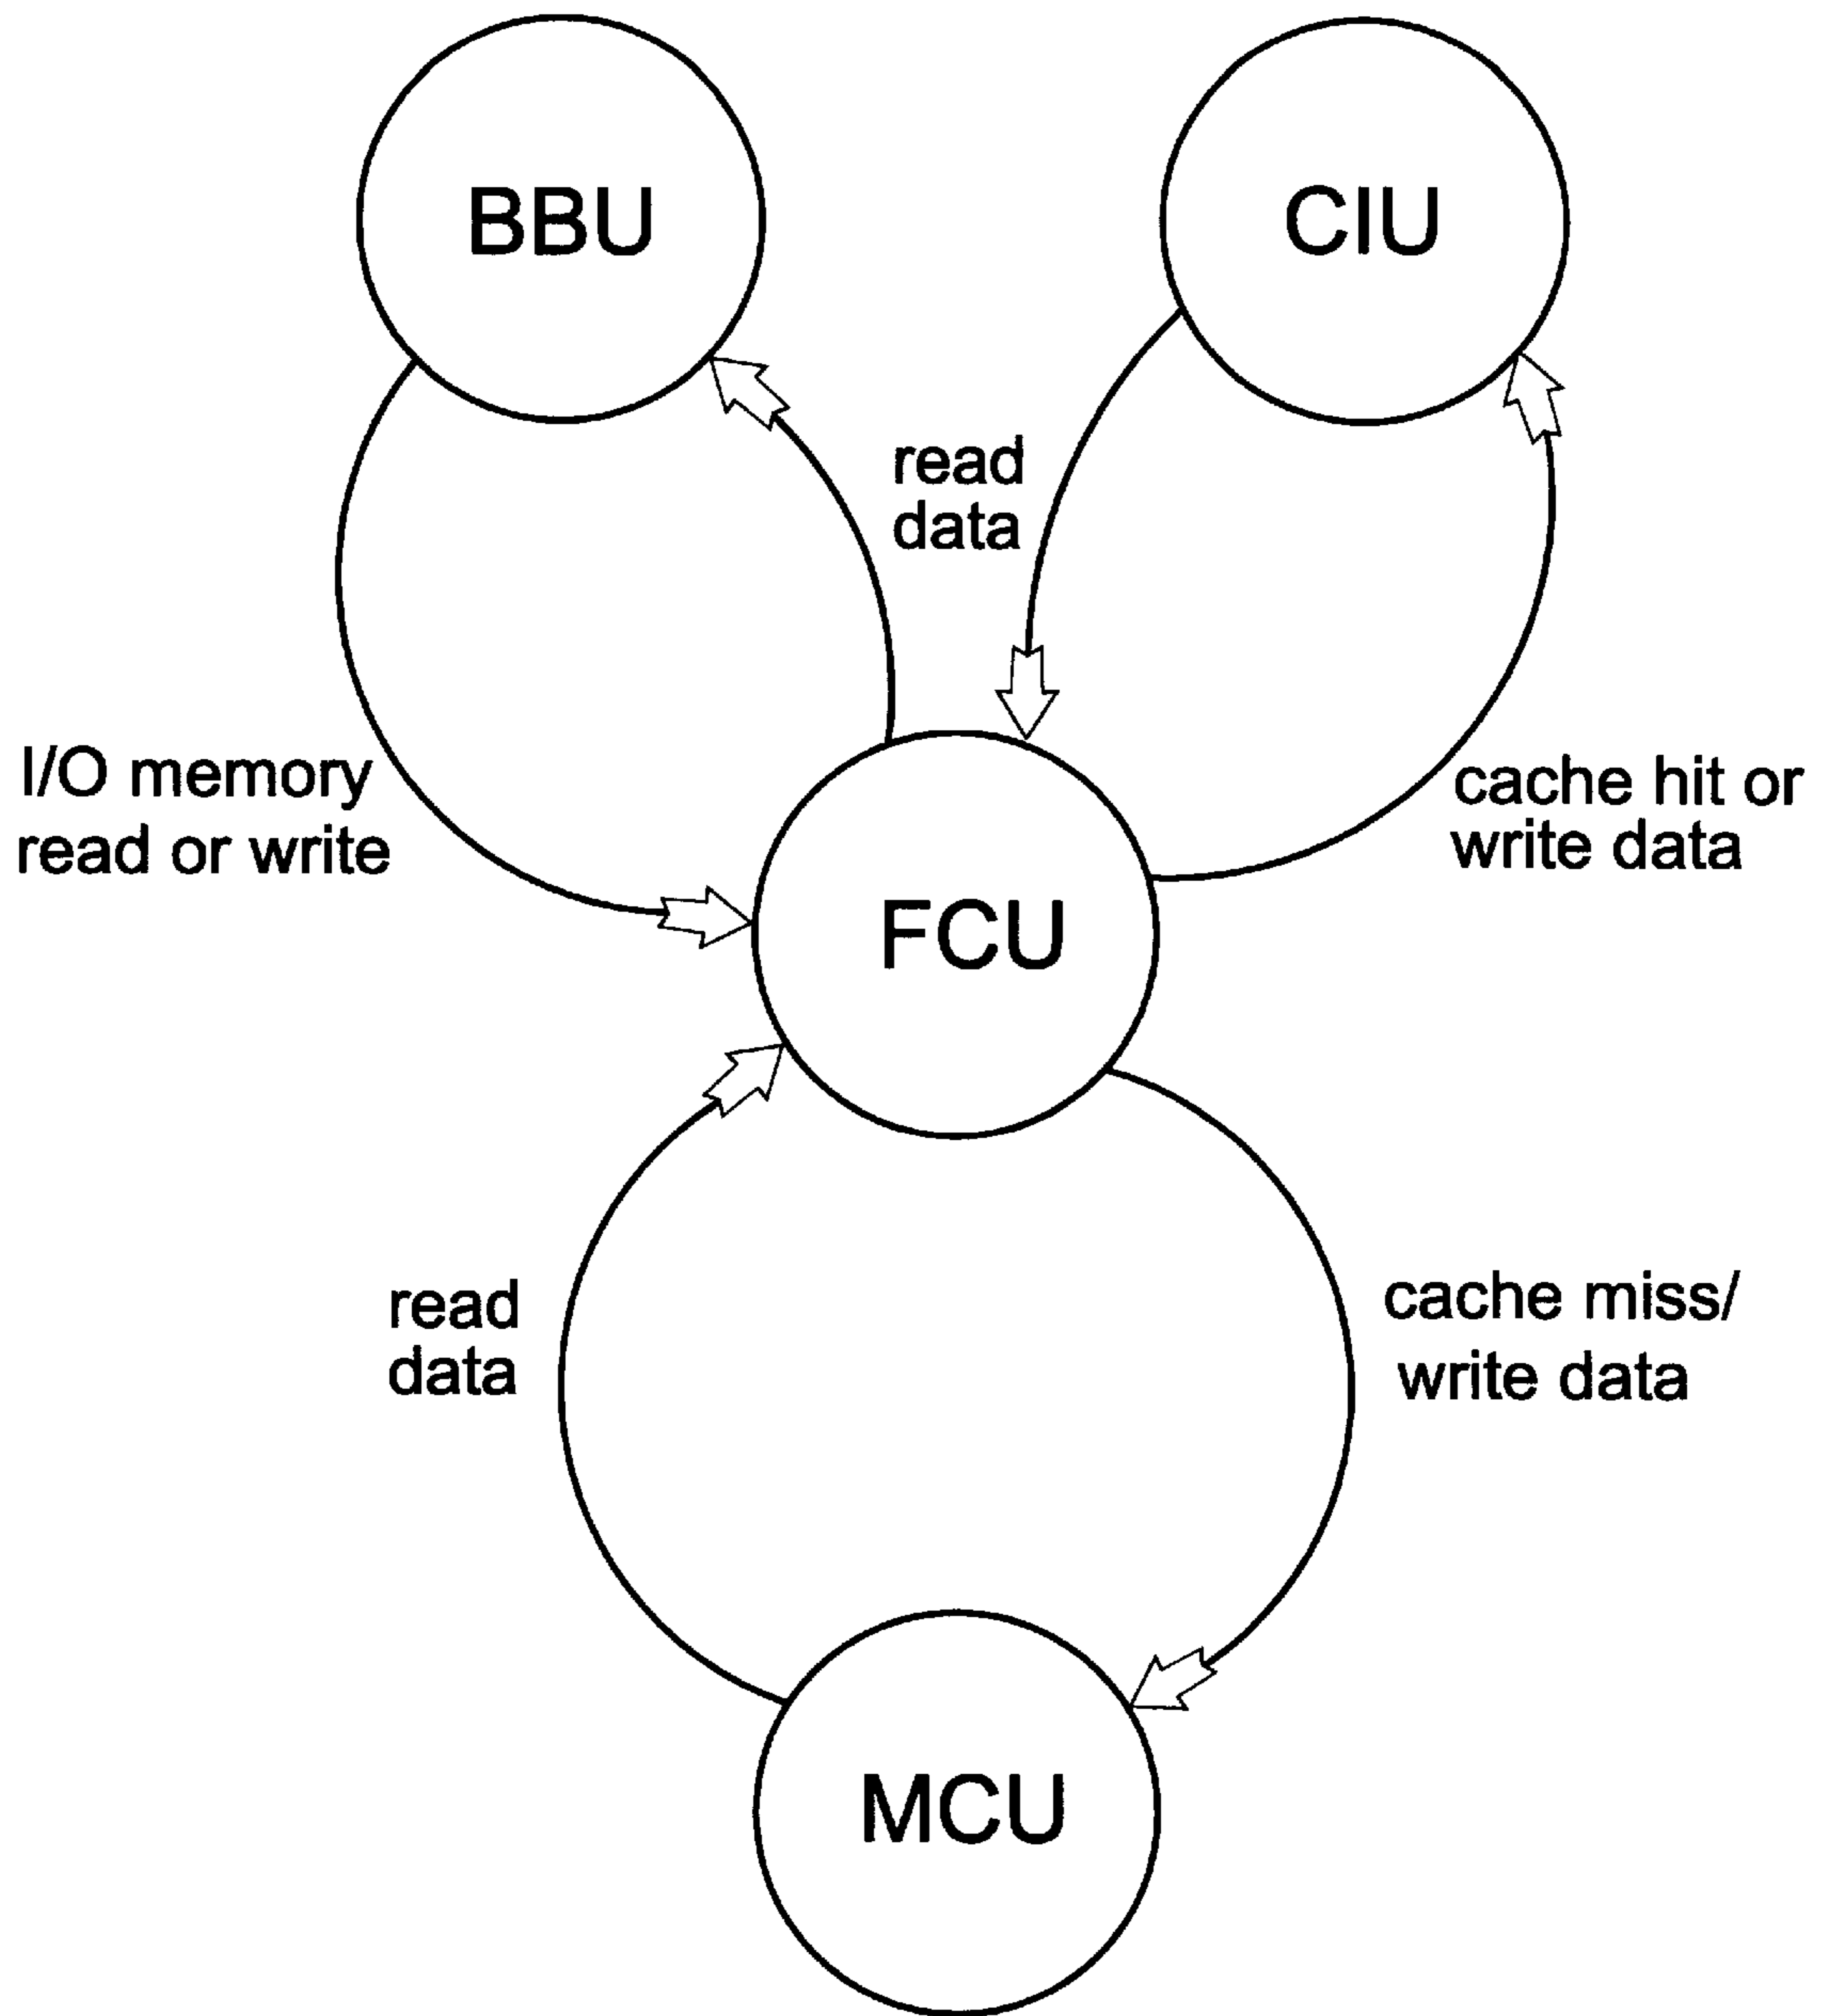 BBU
CIU
read
data
I/O memory
read or write
cache hit or
write data
FCU
read
data
cache miss/
write data
MCU